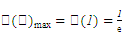 □(□)max = □(1) = 1/e